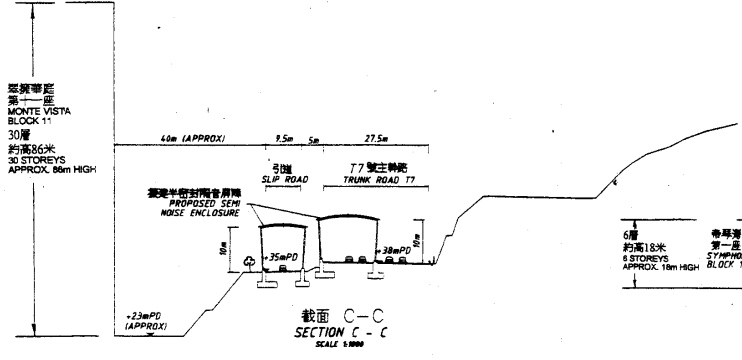 翠擁華庭
第十一座
MONTE VISTA
BLOCK 11
30層
約高86米
30 STOREYS
APPROX. 86m HIGH
40m (APPROX)
9.5m
5m
27.5m
引道
SLIP ROAD
T7 號主幹路
TRUNK ROAD T7
擬建半密封隔音屏障
PROPOSED SEMI
NOISE ENCLOSURE
10m
+35mPD
+38mPD
10m
+23mPD
(APPROX)
截面 C-C
SECTION C - C
SCALE 1:1000
6層
約高18米
6 STOREYS
APPROX. 18m HIGH
帝琴灣
第一座
SYMPHO
BLOCK 1